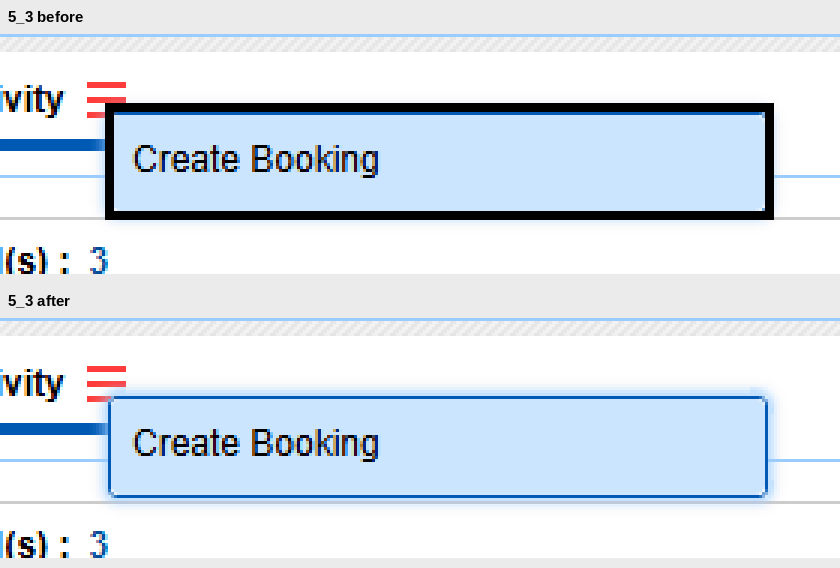 5_3 before
ivity
Create Booking
(s) : 3
5_3 after
ivity
Create Booking
(s) : 3